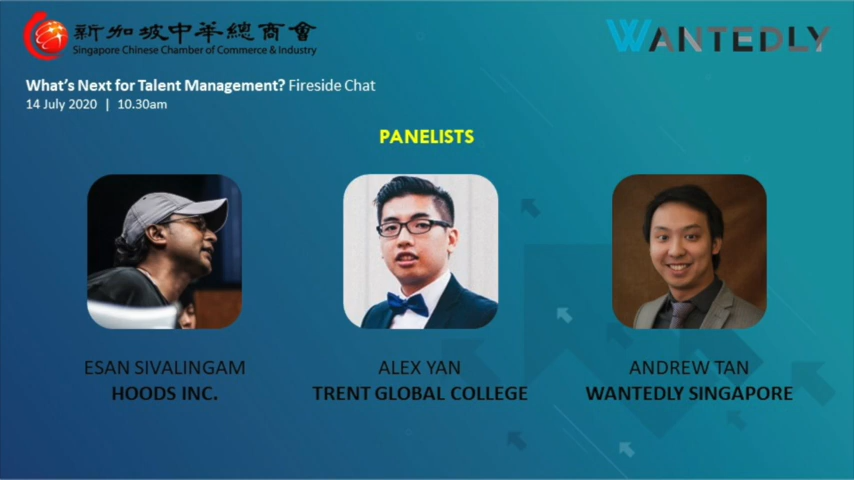 新加坡中華總商會
Singapore Chinese Chamber of Commerce & Industry
WANTEDLY
What's Next for Talent Management? Fireside Chat
14 July 2020 | 10.30am
PANELISTS
ESAN SIVALINGAM
HOODS INC.
ALEX YAN
TRENT GLOBAL COLLEGE
ANDREW TAN
WANTEDLY SINGAPORE